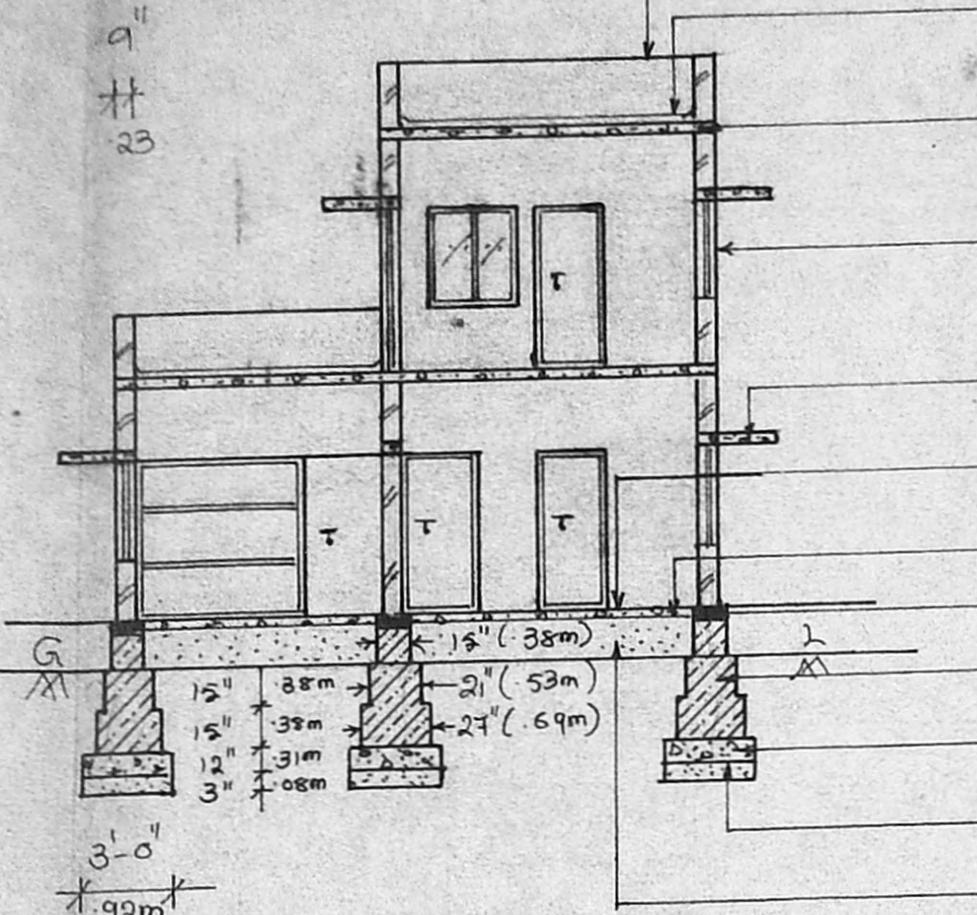 9"
.23
T
T
T
T
15" (.38m)
G
L
15" .38m 21" (.53m)
15" .38m 27" (.69m)
12" .31m
3" .08m
3'-0"
.92m